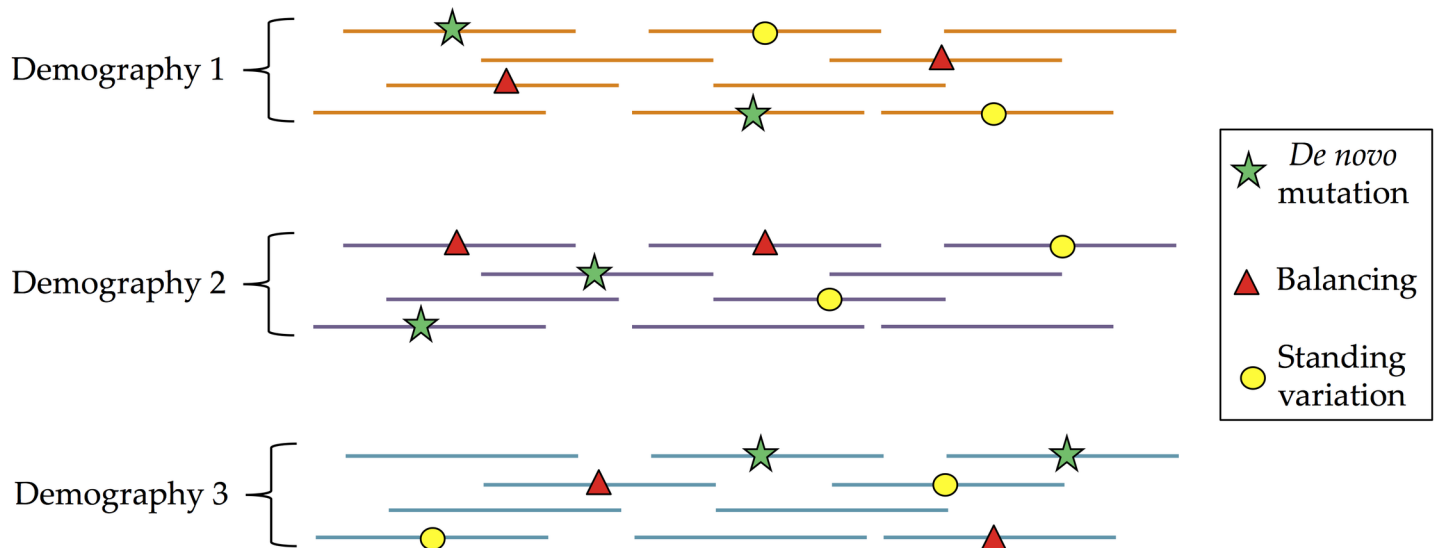 Demography 1
Demography 2
Demography 3
De novo
mutation
Balancing
Standing
variation